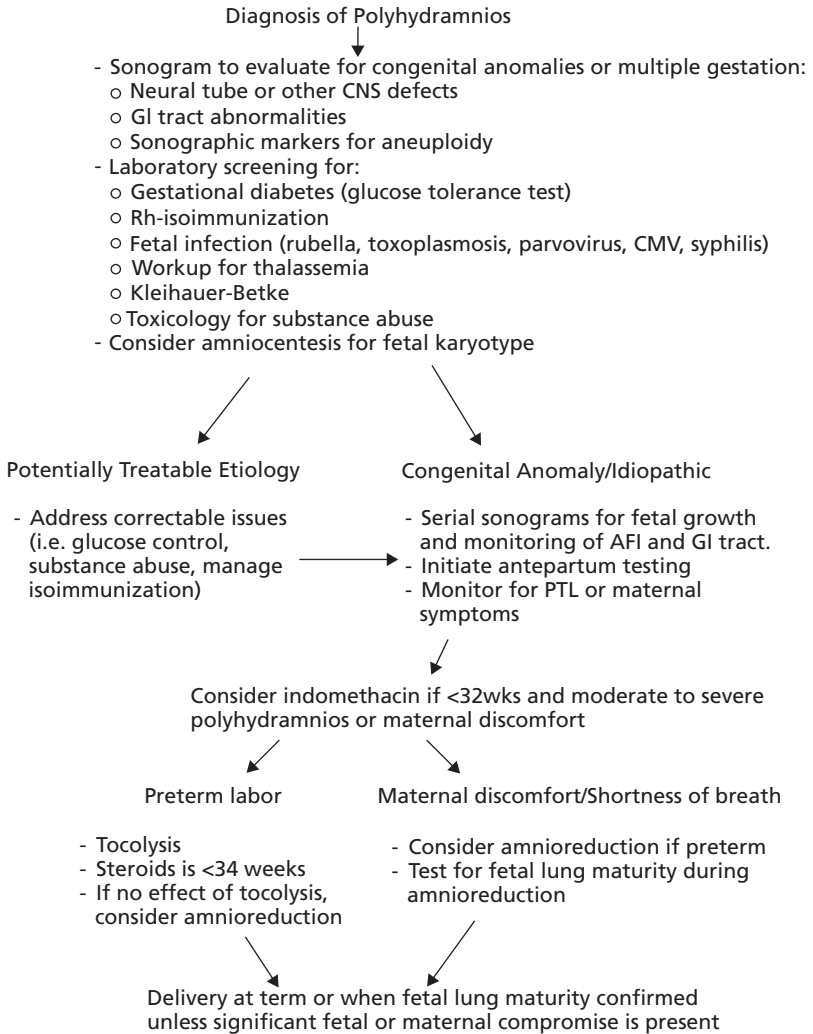 Diagnosis of Polyhydramnios
- Sonogram to evaluate for congenital anomalies or multiple gestation:
o Neural tube or other CNS defects
o Gl tract abnormalities
o Sonographic markers for aneuploidy
- Laboratory screening for:
o Gestational diabetes (glucose tolerance test)
o Rh-isoimmunization
o Fetal infection (rubella, toxoplasmosis, parvovirus, CMV, syphilis)
o Workup for thalassemia
o Kleihauer-Betke
o Toxicology for substance abuse
- Consider amniocentesis for fetal karyotype
Potentially Treatable Etiology
- Address correctable issues
(i.e. glucose control,
substance abuse, manage
isoimmunization)
Congenital Anomaly/Idiopathic
- Serial sonograms for fetal growth
and monitoring of AFI and GI tract.
- Initiate antepartum testing
- Monitor for PTL or maternal
symptoms
Consider indomethacin if <32wks and moderate to severe
polyhydramnios or maternal discomfort
Preterm labor
- Tocolysis
- Steroids is <34 weeks
- If no effect of tocolysis,
consider amnioreduction
Maternal discomfort/Shortness of breath
- Consider amnioreduction if preterm
- Test for fetal lung maturity during
amnioreduction
Delivery at term or when fetal lung maturity confirmed
unless significant fetal or maternal compromise is present